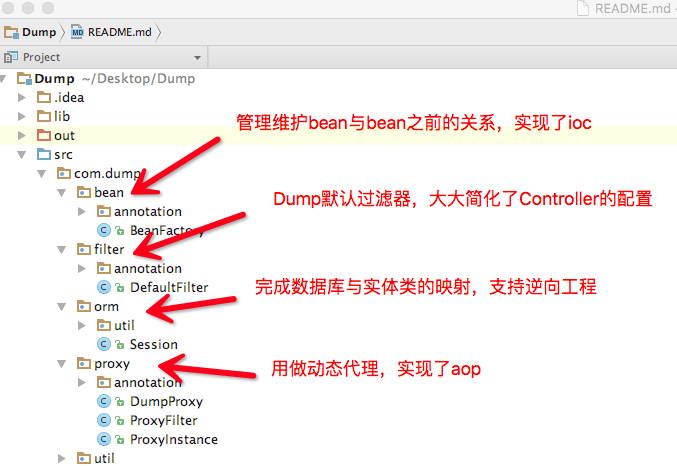 README.md -
Dump README.md
Project
Dump ~/Desktop/Dump
.idea
lib
管理维护bean与bean之前的关系，实现了ioc
out
src
com.dump
bean
Dump默认过滤器，大大简化了Controller的配置
annotation
BeanFactory
filter
annotation
完成数据库与实体类的映射，支持逆向工程
DefaultFilter
orm
util
Session
proxy
用做动态代理，实现了aop
annotation
DumpProxy
ProxyFilter
ProxyInstance
util